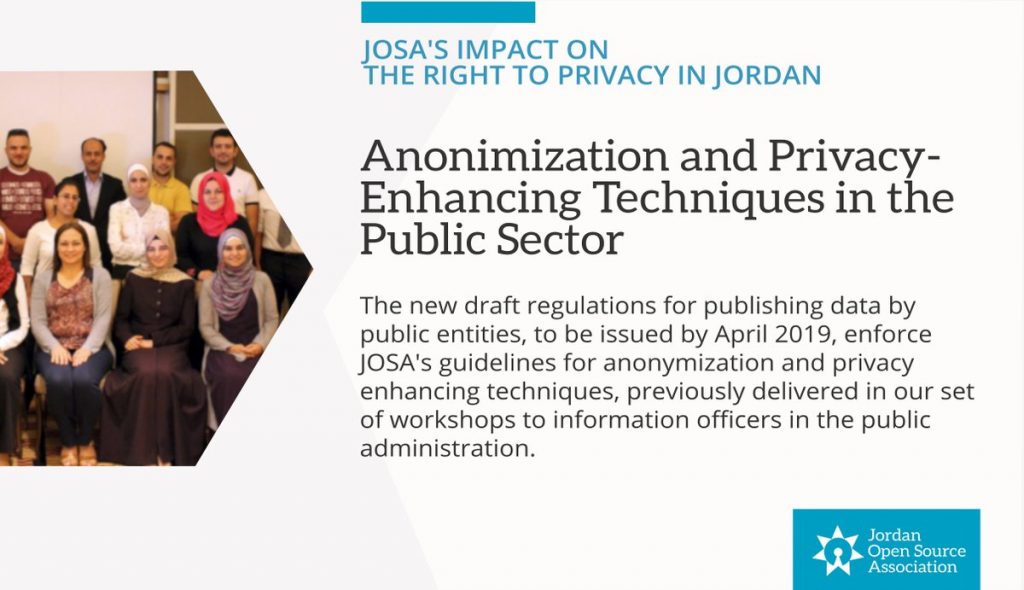 JOSA'S IMPACT ON
THE RIGHT TO PRIVACY IN JORDAN
Anonimization and Privacy-
Enhancing Techniques in the
Public Sector
The new draft regulations for publishing data by
public entities, to be issued by April 2019, enforce
JOSA's guidelines for anonymization and privacy
enhancing techniques, previously delivered in our set
of workshops to information officers in the public
administration.
Jordan
Open Source
Association